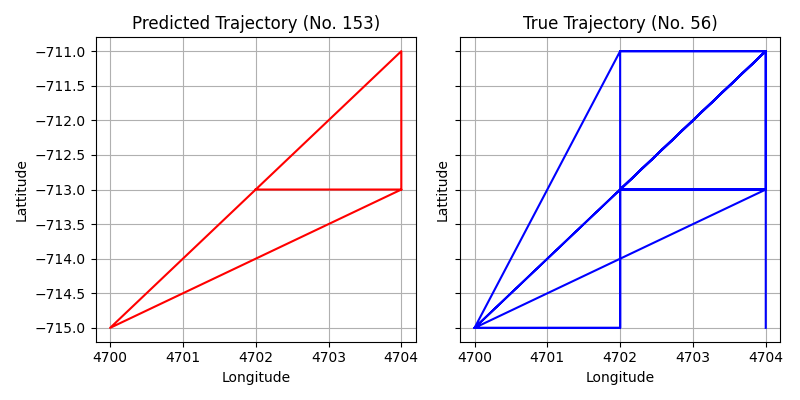 Predicted Trajectory (No. 153)
True Trajectory (No. 56)
Lattitude
−711.0
−711.5
−712.0
−712.5
−713.0
−713.5
−714.0
−714.5
−715.0
4700 4701 4702 4703 4704
Longitude
Lattitude
4700 4701 4702 4703 4704
Longitude